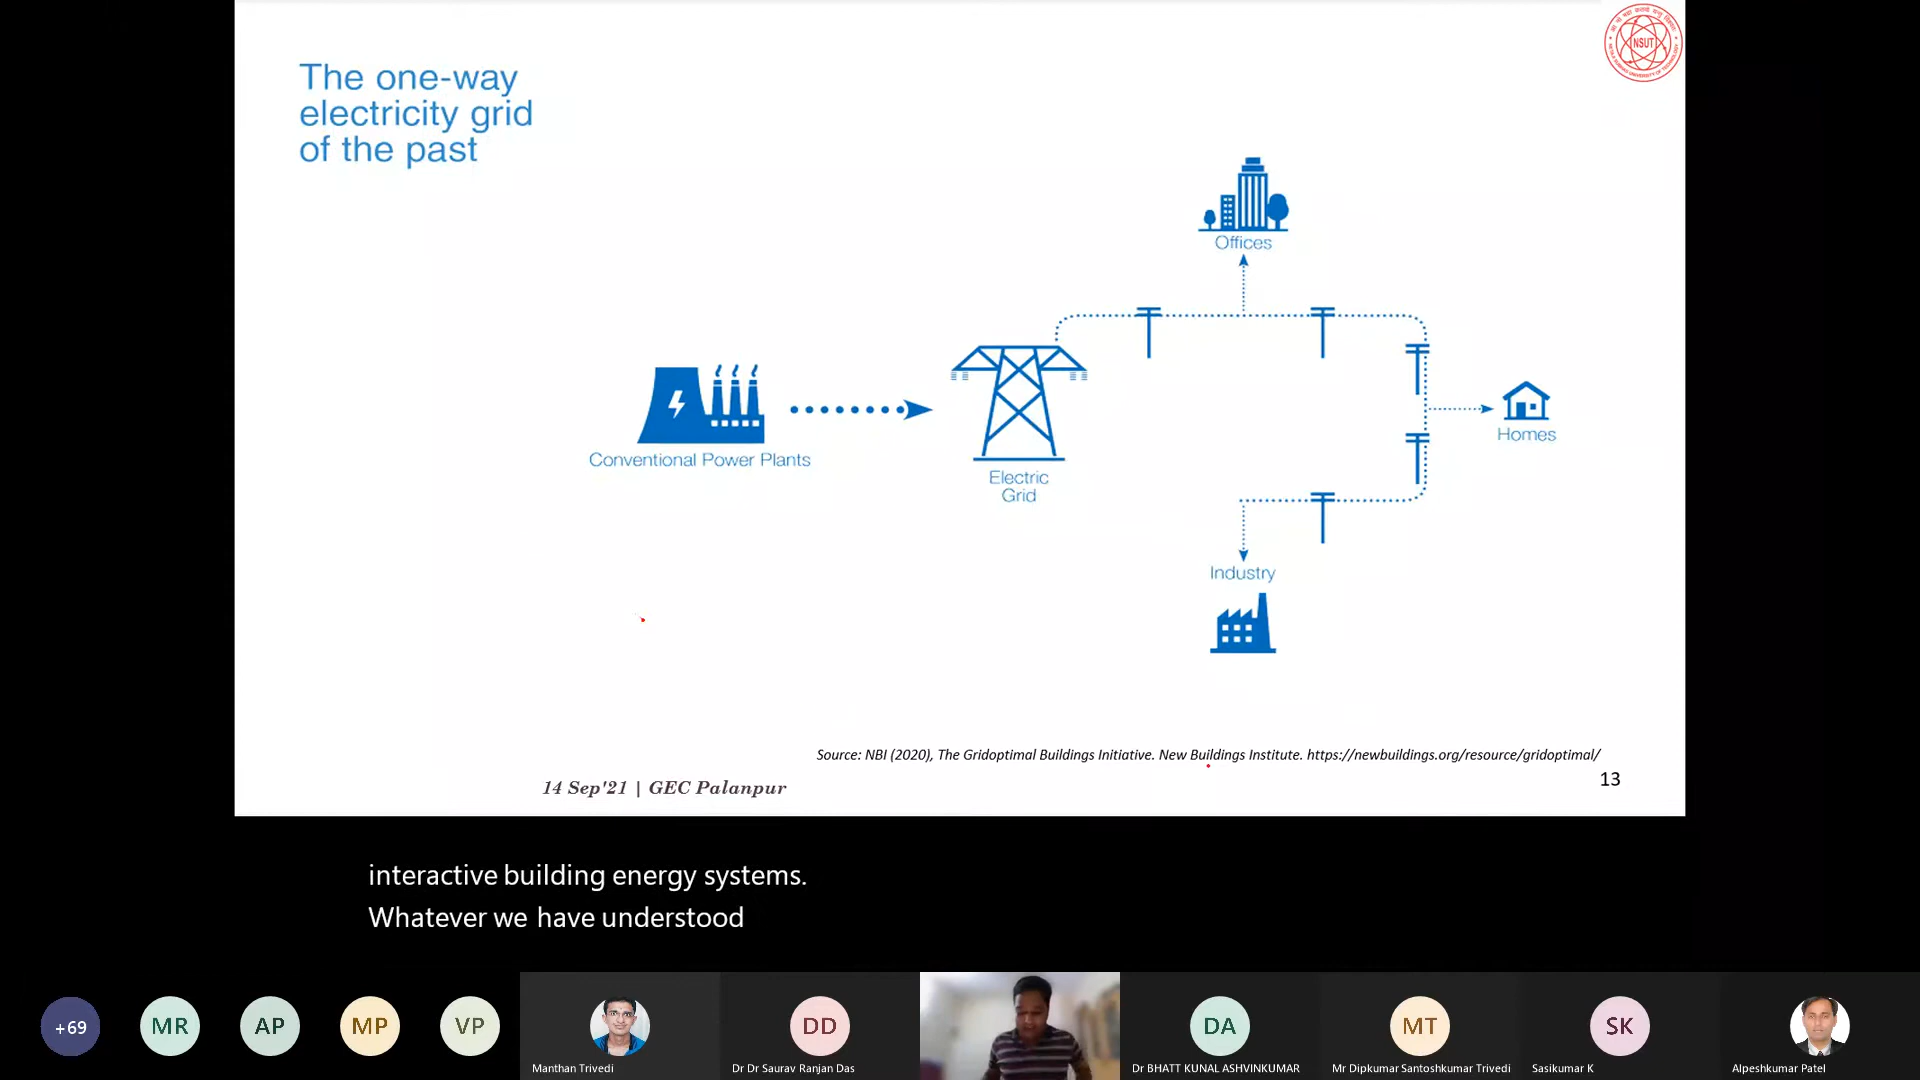 NSUT
The one-way
electricity grid
of the past
Offices
Conventional Power Plants
Electric
Grid
Homes
Industry
Source: NBI (2020), The Gridoptimal Buildings Initiative. New Buildings Institute. https://newbuildings.org/resource/gridoptimal/
14 Sep'21 | GEC Palanpur
13
interactive building energy systems.
Whatever we have understood
+69
MR
AP
MP
VP
DD
DA
MT
SK
Manthan Trivedi
Dr Dr Saurav Ranjan Das
Dr BHATT KUNAL ASHVINKUMAR
Mr Dipkumar Santoshkumar Trivedi
Sasikumar K
Alpeshkumar Patel